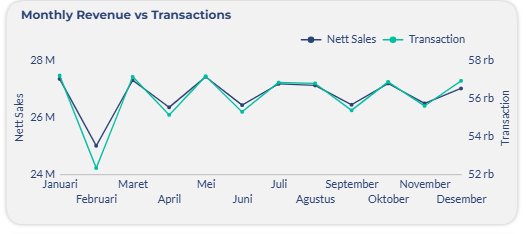 Monthly Revenue vs Transactions
Nett Sales
Transaction
28 M
26 M
24 M
Nett Sales
58 rb
56 rb
54 rb
52 rb
Transaction
Januari
Februari
Maret
April
Mei
Juni
Juli
Agustus
September
Oktober
November
Desember